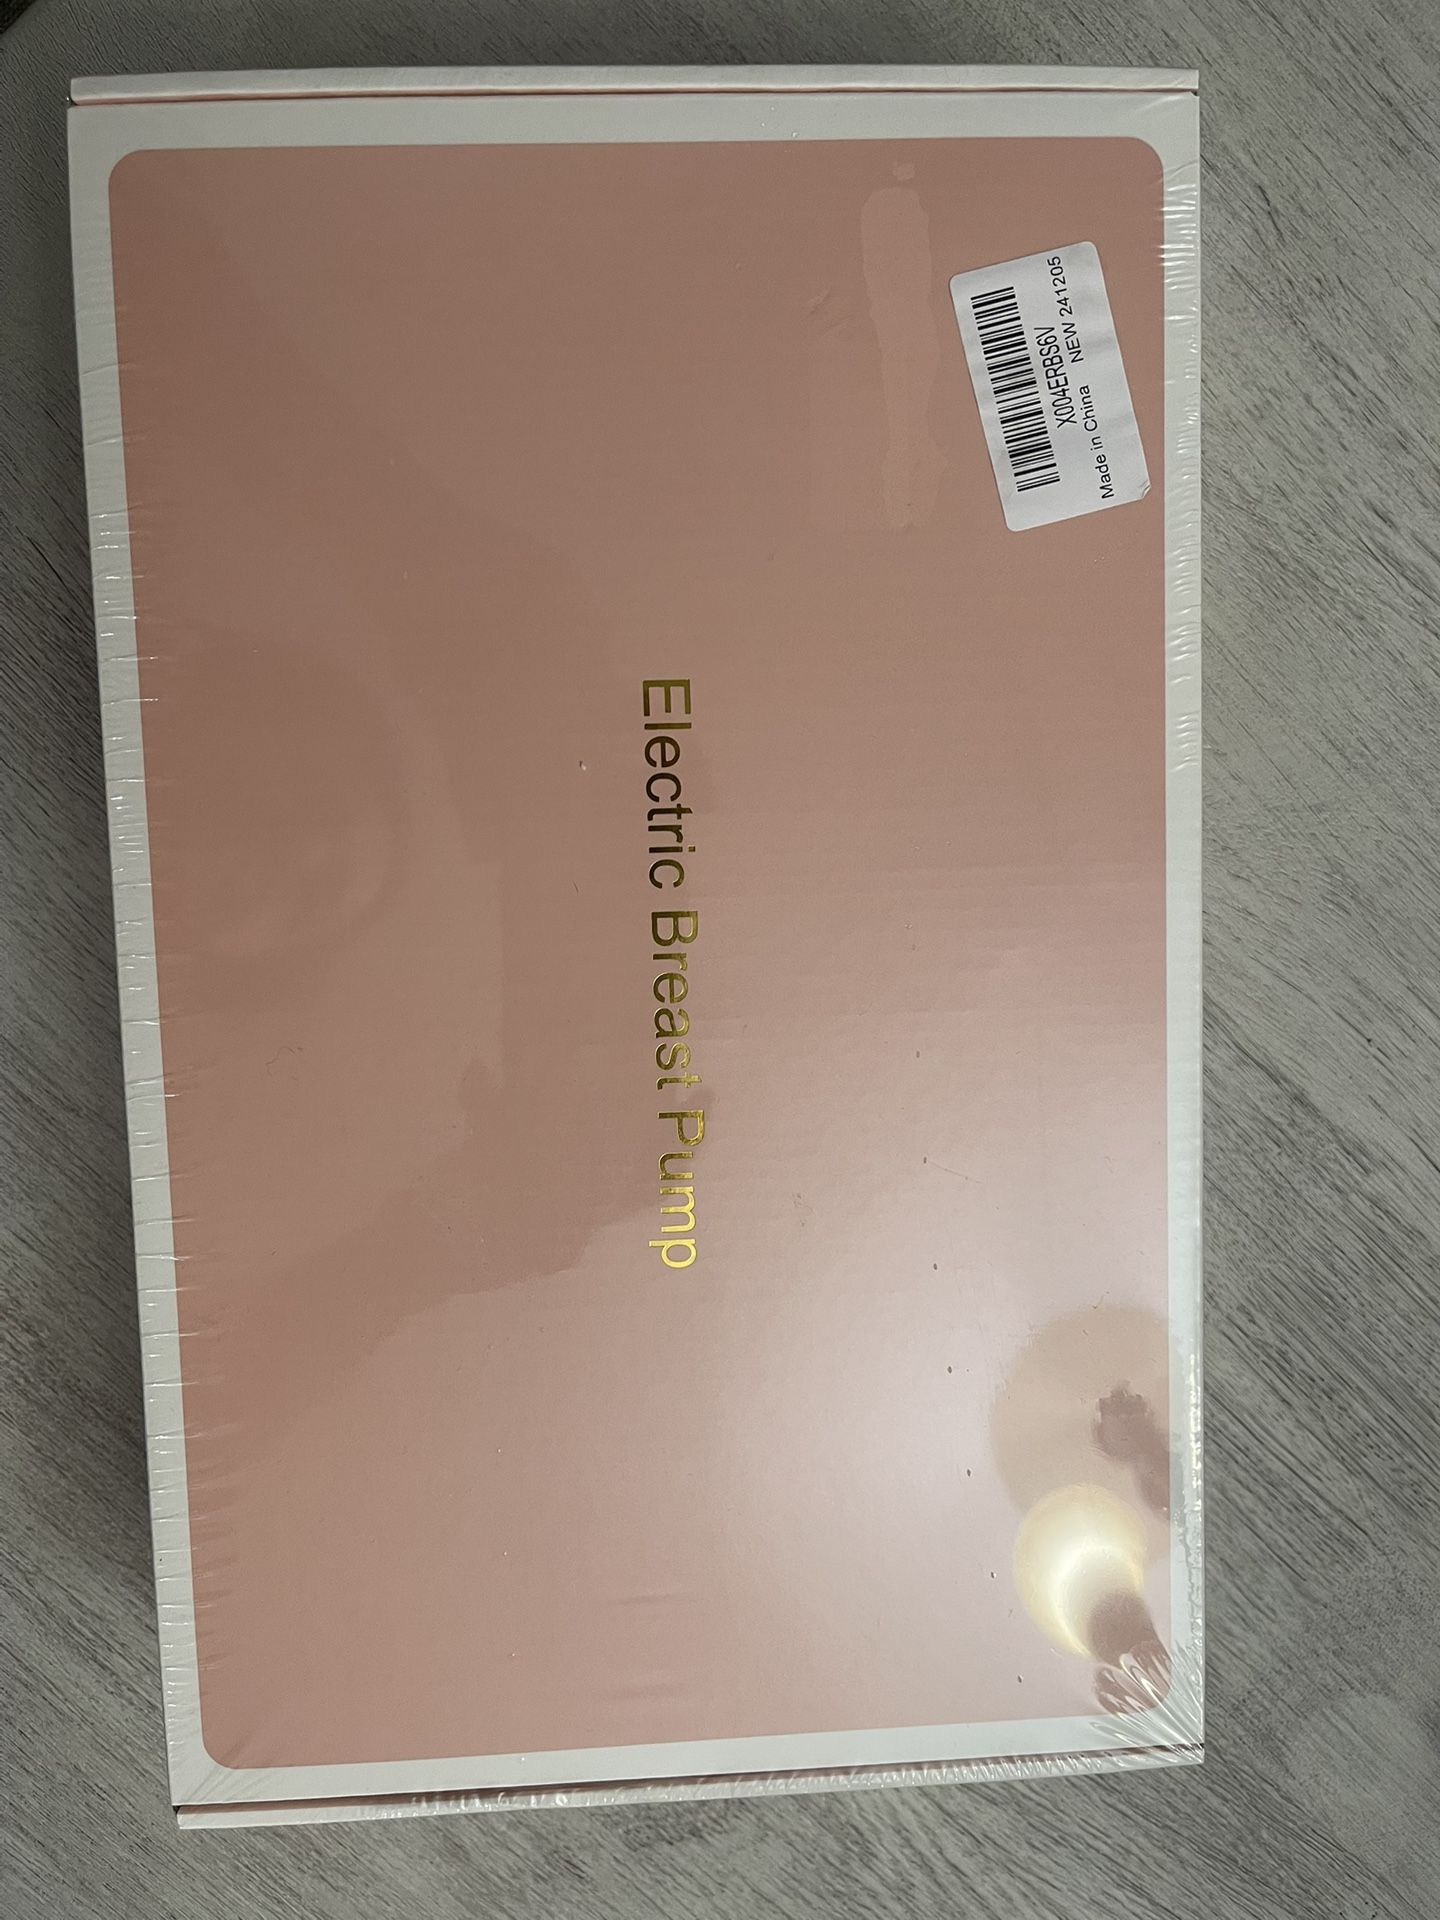 Electric Breast Pump
X004ERBS6V
NEW 241205
Made in China